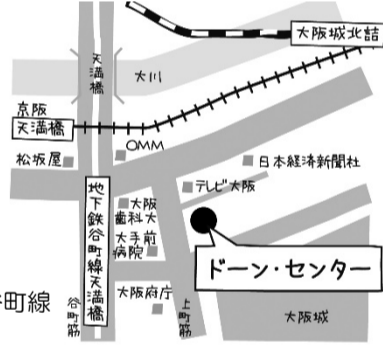 大阪城北詰
天満橋
大川
京阪
天満橋
OMM
松坂屋
日本経済新聞社
テレビ大阪
地下鉄谷町線天満橋
大阪
歯科大
大手前
病院
ドーン・センター
大阪府庁
町線
谷町筋
上町筋
大阪城